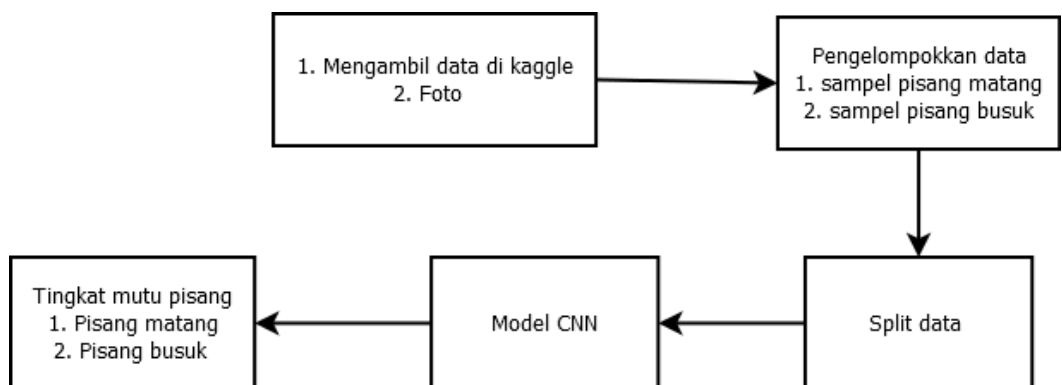 1. Mengambil data di kaggle
2. Foto
Pengelompokkan data
1. sampel pisang matang
2. sampel pisang busuk
Split data
Model CNN
Tingkat mutu pisang
1. Pisang matang
2. Pisang busuk